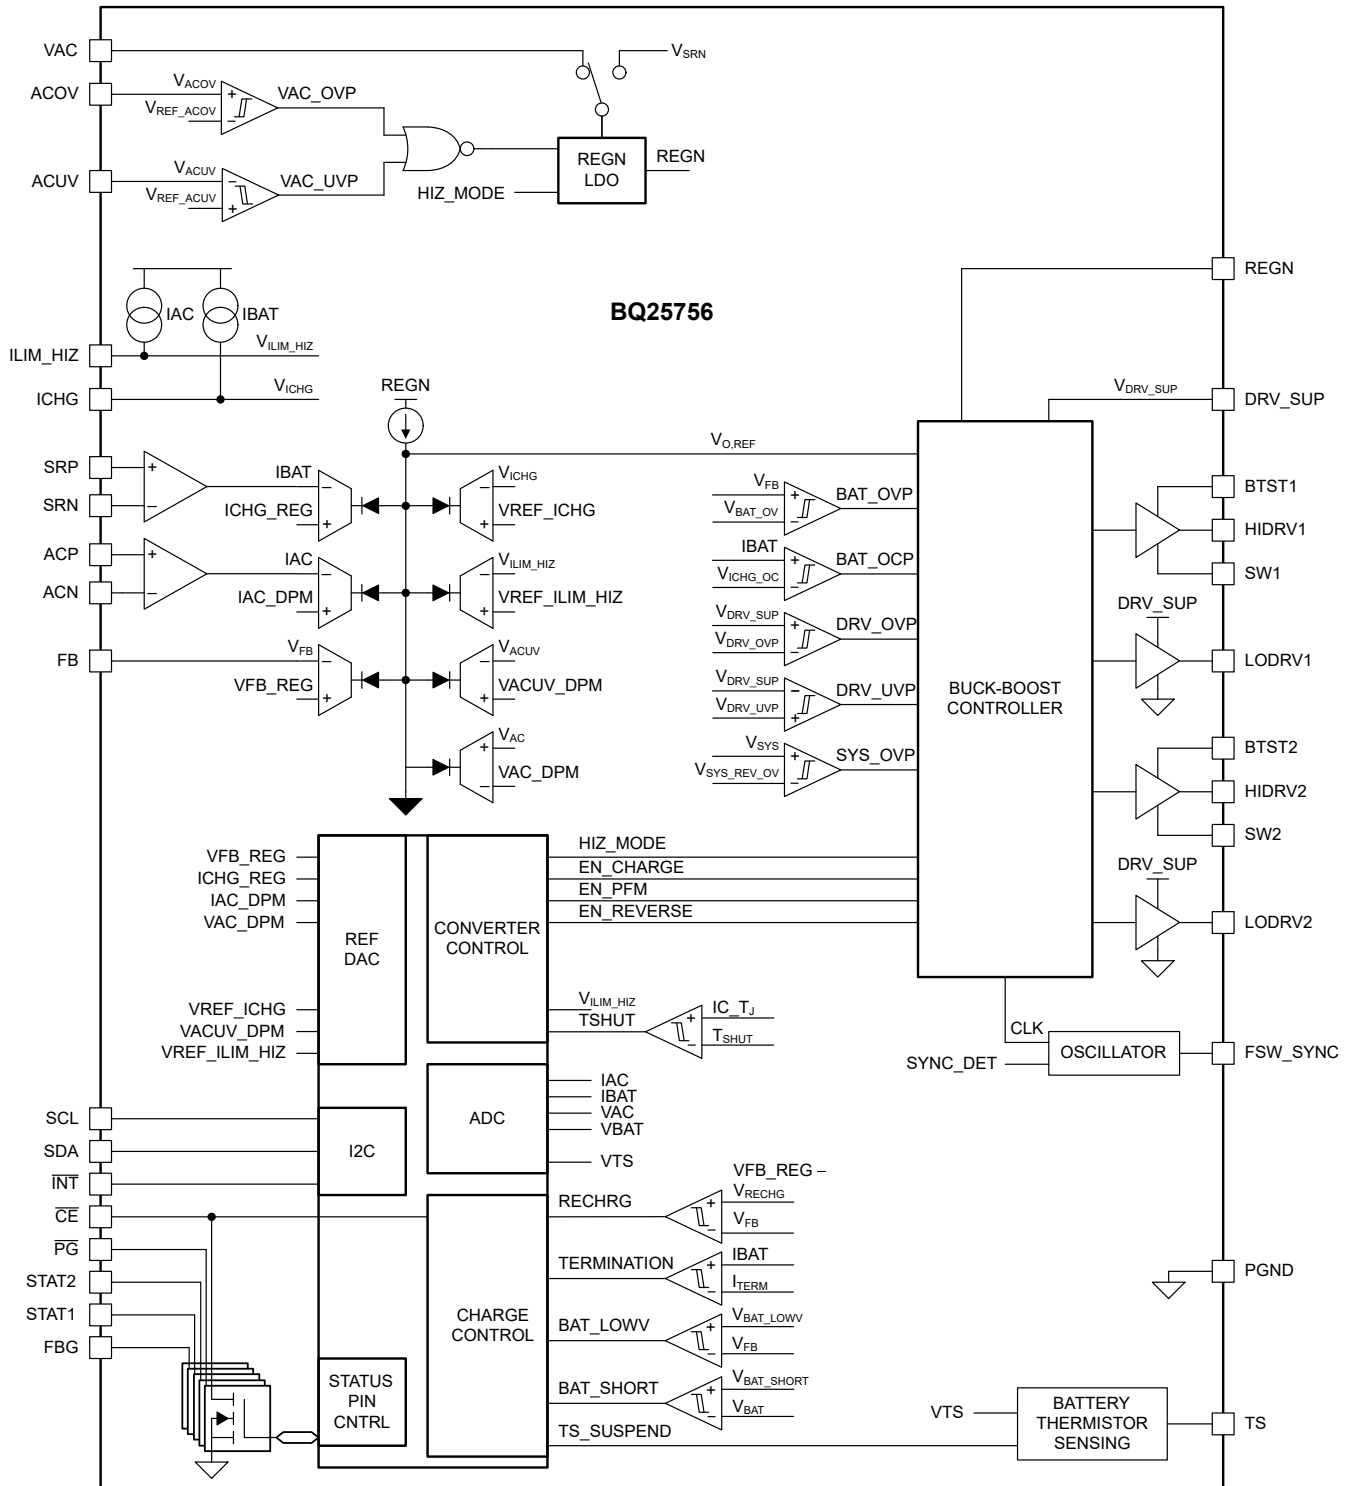 VAC
VSRN
ACOV
VACOV
+
VREF_ACOV
−
VAC_OVP
ACUV
VACUV
−
VREF_ACUV
+
VAC_UVP
REGN
LDO
REGN
HIZ_MODE
REGN
IAC
IBAT
BQ25756
ILIM_HIZ
VILIM_HIZ
ICHG
VICHG
REGN
VDRV_SUP
DRV_SUP
VO,REF
SRP
+
SRN
−
IBAT
−
ICHG_REG
+
VICHG
−
VREF_ICHG
+
ACP
+
ACN
−
IAC
−
IAC_DPM
+
VILIM_HIZ
−
VREF_ILIM_HIZ
+
FB
VFB
−
VFB_REG
+
VACUV
−
VACUV_DPM
+
VAC
+
VAC_DPM
−
VFB
+
VBAT_OV
−
BAT_OVP
IBAT
+
VICHG_OC
−
BAT_OCP
VDRV_SUP
+
VDRV_OVP
−
DRV_OVP
VDRV_SUP
−
VDRV_UVP
+
DRV_UVP
VSYS
+
VSYS_REV_OV
−
SYS_OVP
BUCK-BOOST
CONTROLLER
BTST1
HIDRV1
SW1
DRV_SUP
LODRV1
BTST2
HIDRV2
SW2
DRV_SUP
LODRV2
VFB_REG
ICHG_REG
IAC_DPM
VAC_DPM
REF
DAC
VREF_ICHG
VACUV_DPM
VREF_ILIM_HIZ
CONVERTER
CONTROL
HIZ_MODE
EN_CHARGE
EN_PFM
EN_REVERSE
VILIM_HIZ
TSHUT
+
IC_TJ
−
TSHUT
CLK
SYNC_DET
OSCILLATOR
FSW_SYNC
ADC
IAC
IBAT
VAC
VBAT
VTS
SCL
SDA
INT
I2C
CE
PG
STAT2
STAT1
FBG
STATUS
PIN
CNTRL
CHARGE
CONTROL
RECHRG
VFB_REG –
+
VRECHG
−
VFB
TERMINATION
+
IBAT
−
ITERM
BAT_LOWV
+
VBAT_LOWV
−
VFB
BAT_SHORT
+
VBAT_SHORT
−
VBAT
TS_SUSPEND
PGND
VTS
BATTERY
THERMISTOR
SENSING
TS